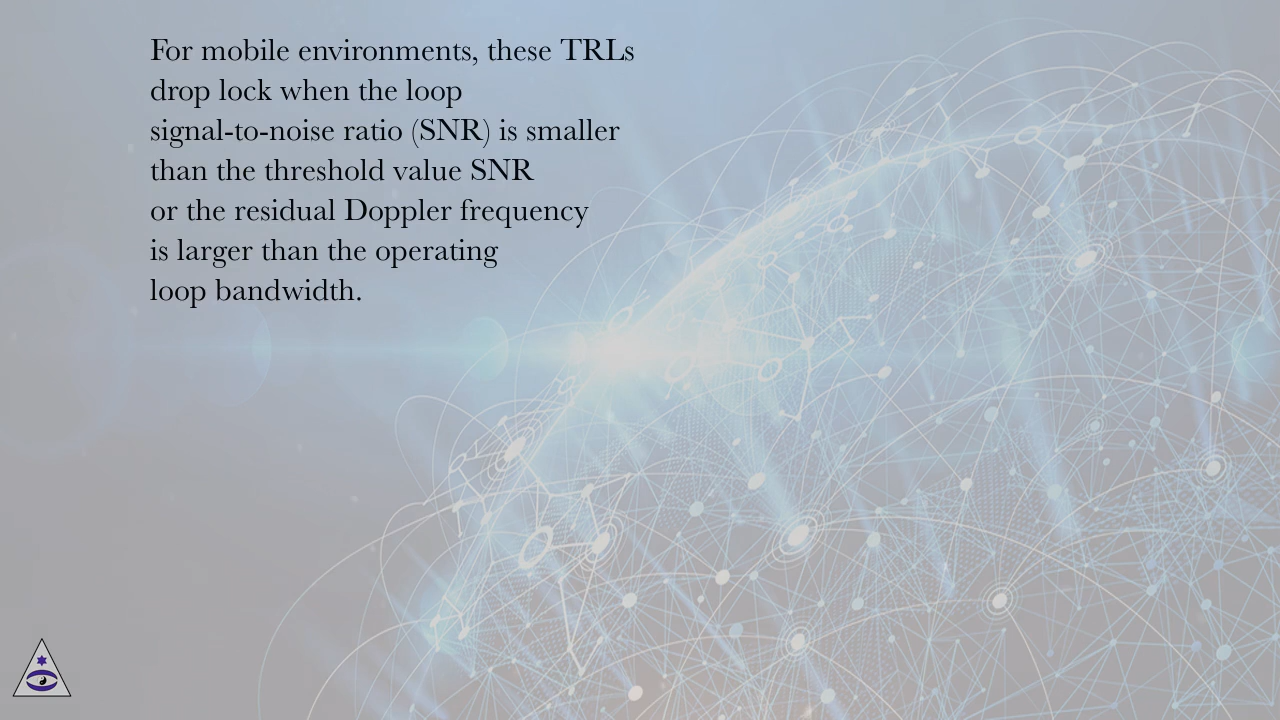 For mobile environments, these TRLs
drop lock when the loop
signal-to-noise ratio (SNR) is smaller
than the threshold value SNR
or the residual Doppler frequency
is larger than the operating
loop bandwidth.